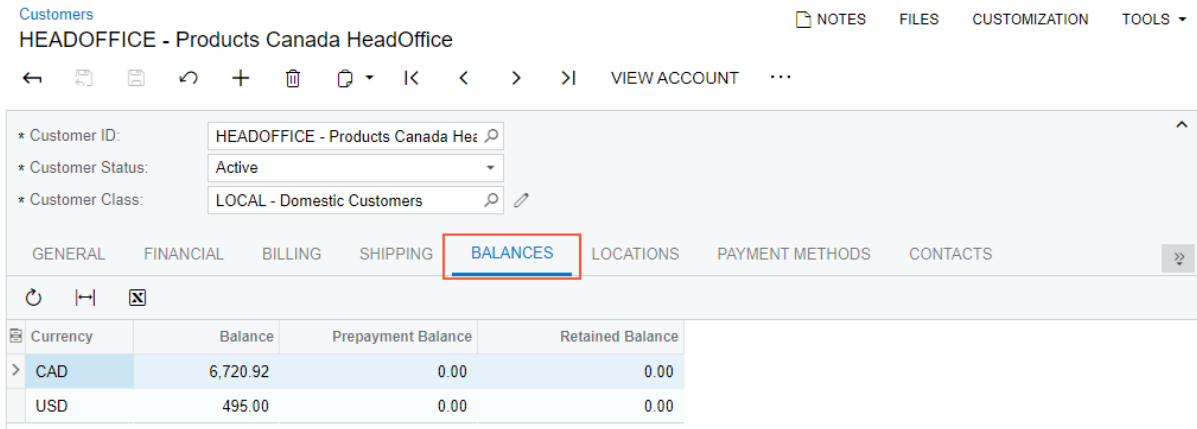 Customers
NOTES FILES CUSTOMIZATION TOOLS
HEADOFFICE - Products Canada HeadOffice
VIEW ACCOUNT
* Customer ID: HEADOFFICE - Products Canada Hea
* Customer Status: Active
* Customer Class: LOCAL - Domestic Customers
GENERAL FINANCIAL BILLING SHIPPING BALANCES LOCATIONS PAYMENT METHODS CONTACTS
Currency Balance Prepayment Balance Retained Balance
CAD 6,720.92 0.00 0.00
USD 495.00 0.00 0.00